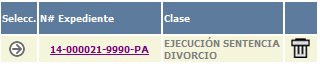 Selecc. N# Expediente Clase
14-000021-9990-PA EJECUCIÓN SENTENCIA
DIVORCIO